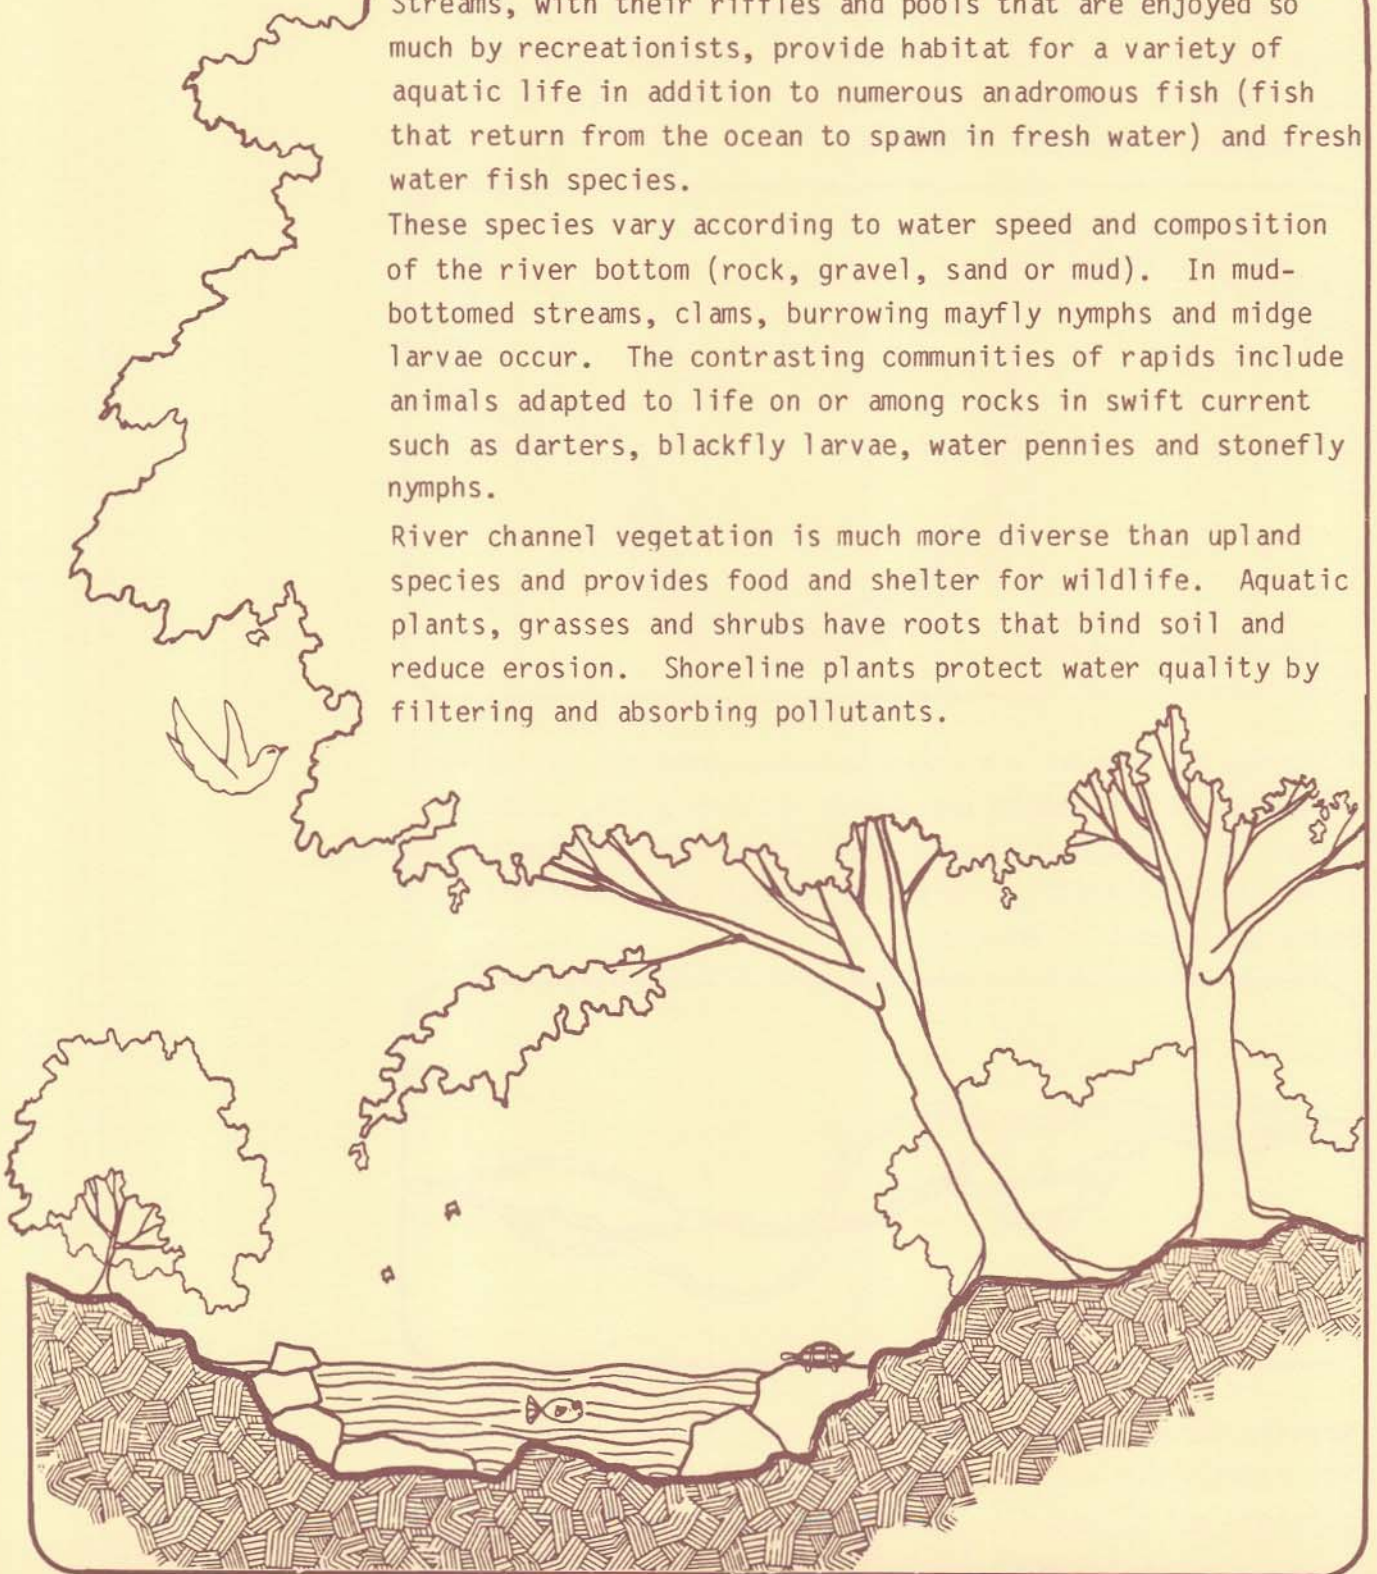 Streams, with their riffles and pools that are enjoyed so
much by recreationists, provide habitat for a variety of
aquatic life in addition to numerous anadromous fish (fish
that return from the ocean to spawn in fresh water) and fresh
water fish species.
These species vary according to water speed and composition
of the river bottom (rock, gravel, sand or mud).  In mud-
bottomed streams, clams, burrowing mayfly nymphs and midge
larvae occur.  The contrasting communities of rapids include
animals adapted to life on or among rocks in swift current
such as darters, blackfly larvae, water pennies and stonefly
nymphs.
River channel vegetation is much more diverse than upland
species and provides food and shelter for wildlife.  Aquatic
plants, grasses and shrubs have roots that bind soil and
reduce erosion.  Shoreline plants protect water quality by
filtering and absorbing pollutants.